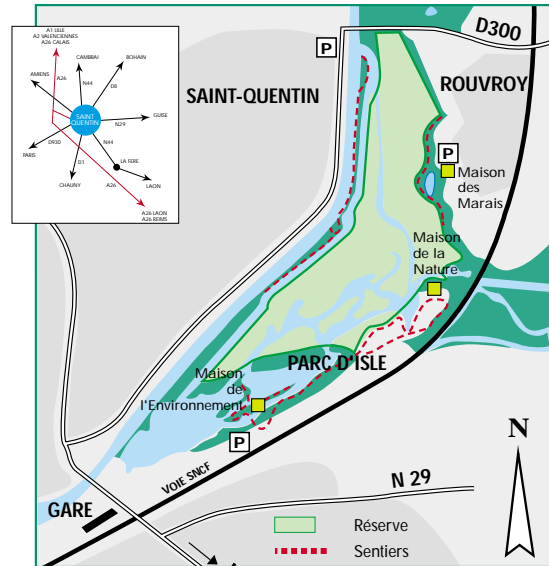 A1 LILLE
A2 VALENCIENNES
A26 CALAIS
CAMBRAI
BOHAIN
AMIENS
A26
N44
D8
SAINT
QUENTIN
GUISE
N29
PARIS
D930
D1
N44
LA FERE
CHAUNY
A26
LAON
A26 LAON
A26 REIMS
P
D300
SAINT-QUENTIN
ROUVROY
P
Maison
des
Marais
Maison
de la
Nature
PARC D'ISLE
Maison
de
l'Environnement
P
VOIE SNCF
GARE
N 29
N
Réserve
Sentiers